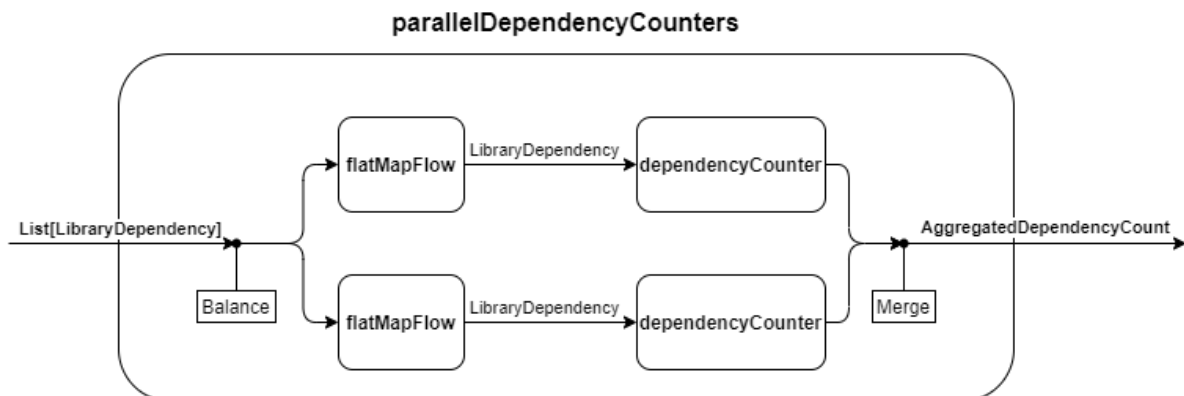 parallelDependencyCounters
flatMapFlow
LibraryDependency
dependencyCounter
List[LibraryDependency]
AggregatedDependencyCount
Balance
flatMapFlow
LibraryDependency
dependencyCounter
Merge